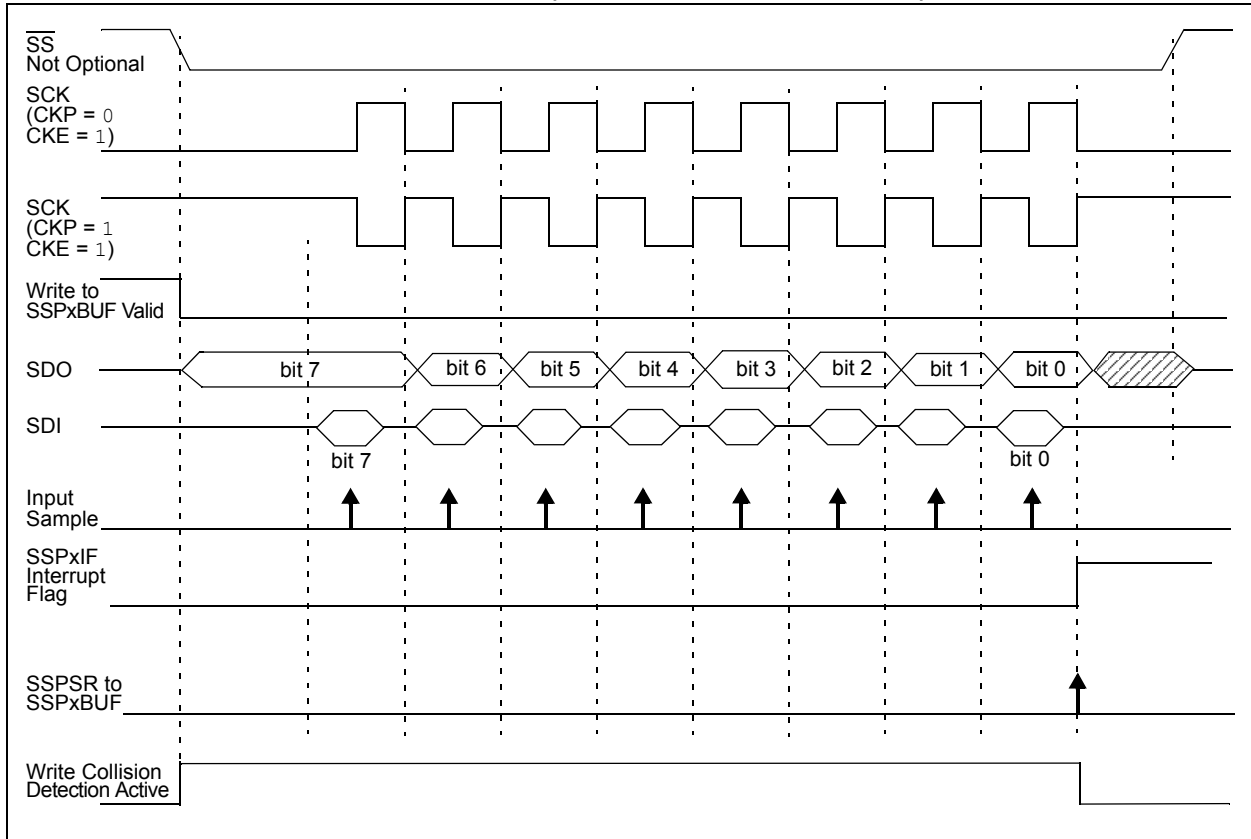 SS
Not Optional
SCK
(CKP = 0
CKE = 1)
SCK
(CKP = 1
CKE = 1)
Write to
SSPxBUF Valid
SDO
bit 7
bit 6
bit 5
bit 4
bit 3
bit 2
bit 1
bit 0
SDI
bit 7
bit 0
Input
Sample
SSPxIF
Interrupt
Flag
SSPSR to
SSPxBUF
Write Collision
Detection Active